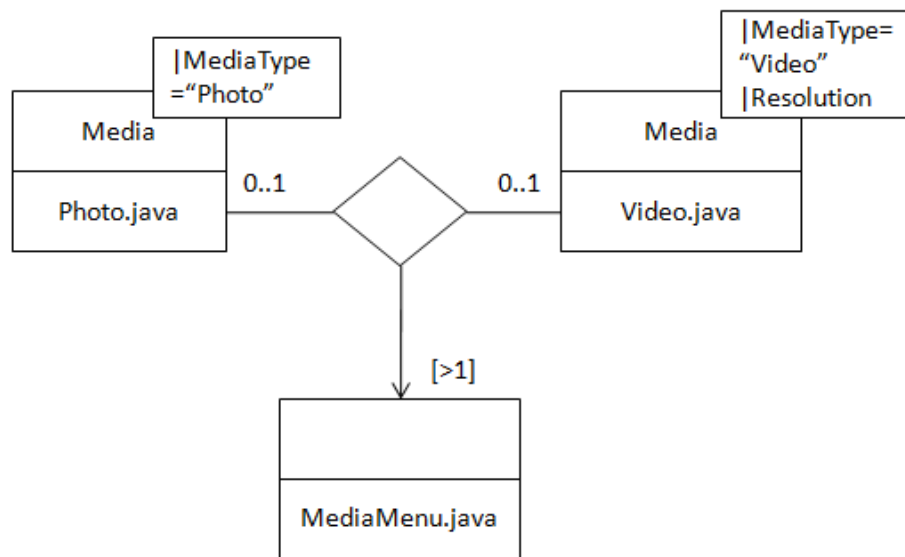 |MediaType
=“Photo”
Media
Photo.java
0..1
0..1
|MediaType=
“Video”
|Resolution
Media
Video.java
[>1]
MediaMenu.java